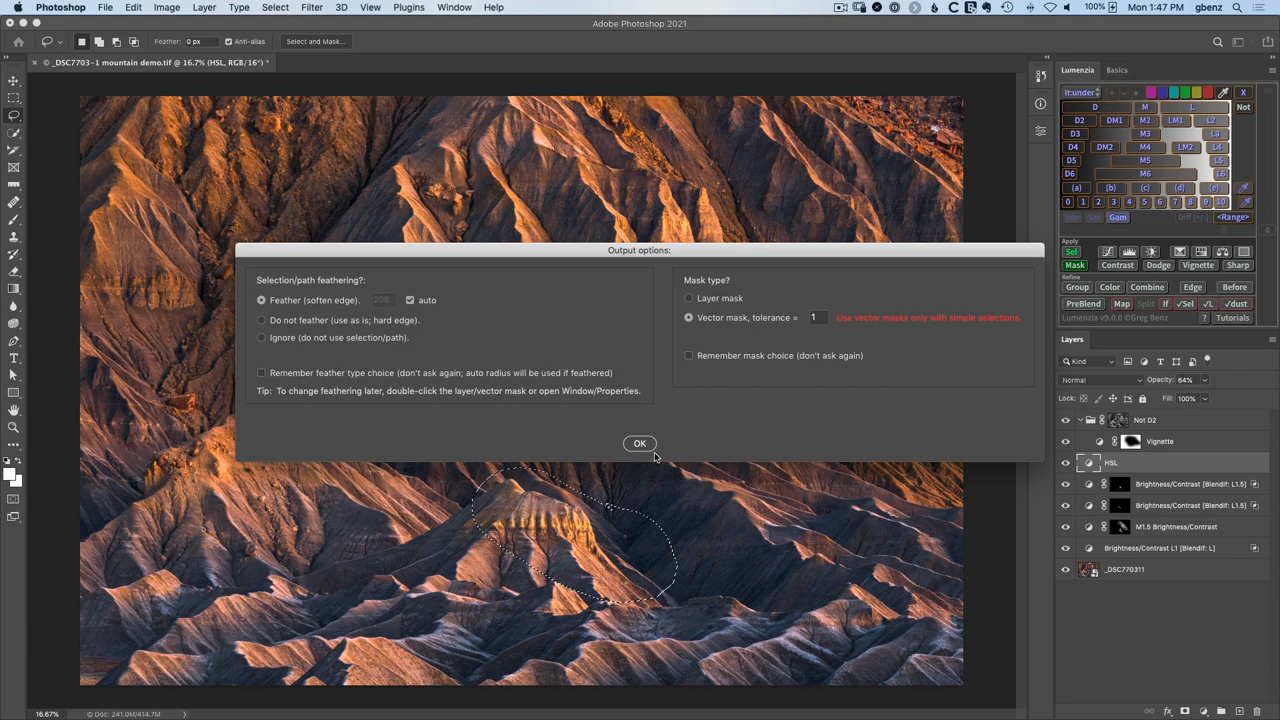 Photoshop File Edit Image Layer Type Select Filter 3D View Plugins Window Help
100% Mon 1:47 PM gbenz
Adobe Photoshop 2021
Feather: 0 px Anti-alias Select and Mask...
© _DSC7703-1 mountain demo.tif @ 16.7% (HSL, RGB/16*) *
Lumenzia Basics
If:under X
D M L Not
D2 DM1 M2 LM1 L2
D3 M3 L3
D4 DM2 M4 LM2 L4
D5 M5 L5
D6 M6 L6
(a) (b) (c) (d) (e)
0 1 2 3 4 5 6 7 8 9 10
Vibr Sat Gam Diff [+/-] <Range>
0
Apply
Sel
Mask Contrast Dodge Vignette Sharp
Refine
Group Color Combine Edge Before
PreBlend Map Split If ✓Sel ✓L ✓dust
Lumenzia v9.0.0 ©Greg Benz ? Tutorials
Output options:
Selection/path feathering?:
Feather (soften edge). 208 auto
Do not feather (use as is; hard edge).
Ignore (do not use selection/path).
Remember feather type choice (don't ask again; auto radius will be used if feathered)
Tip: To change feathering later, double-click the layer/vector mask or open Window/Properties.
Mask type?
Layer mask
Vector mask, tolerance = 1 Use vector masks only with simple selections.
Remember mask choice (don't ask again)
OK
Layers
Kind
Normal Opacity: 64%
Lock: Fill: 100%
Not D2
Vignette
HSL
Brightness/Contrast [BlendIf: L1.5]
Brightness/Contrast [BlendIf: L1.5]
M1.5 Brightness/Contrast
Brightness/Contrast L1 [BlendIf: L]
_DSC770311
16.67% Doc: 241.0M/414.7M